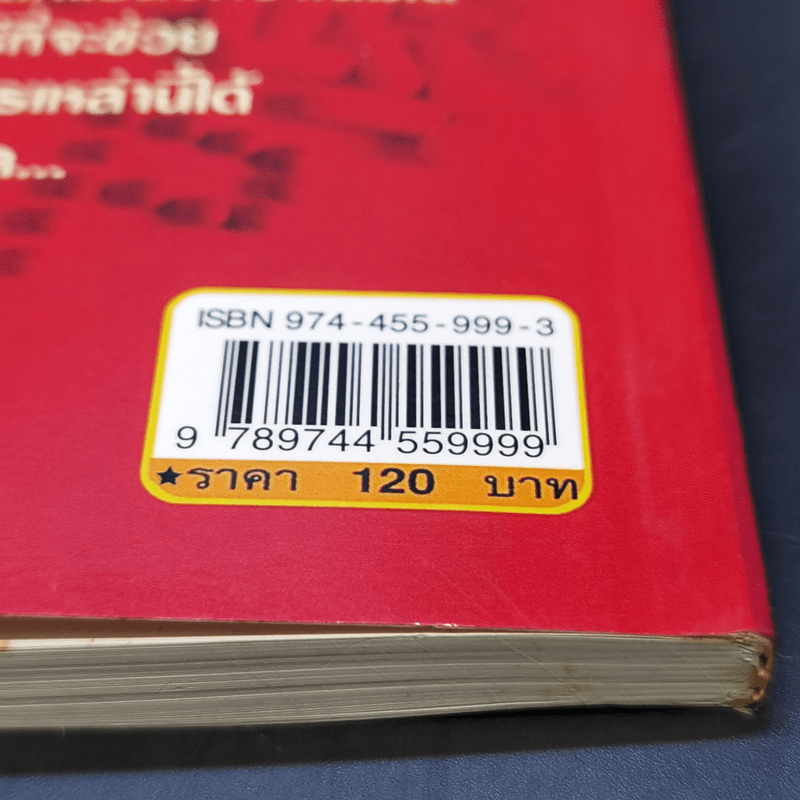 ที่จะช่วย
รเหล่านี้ได้
ISBN 974-455-999-3
9 789744 559999
★ราคา 120 บาท